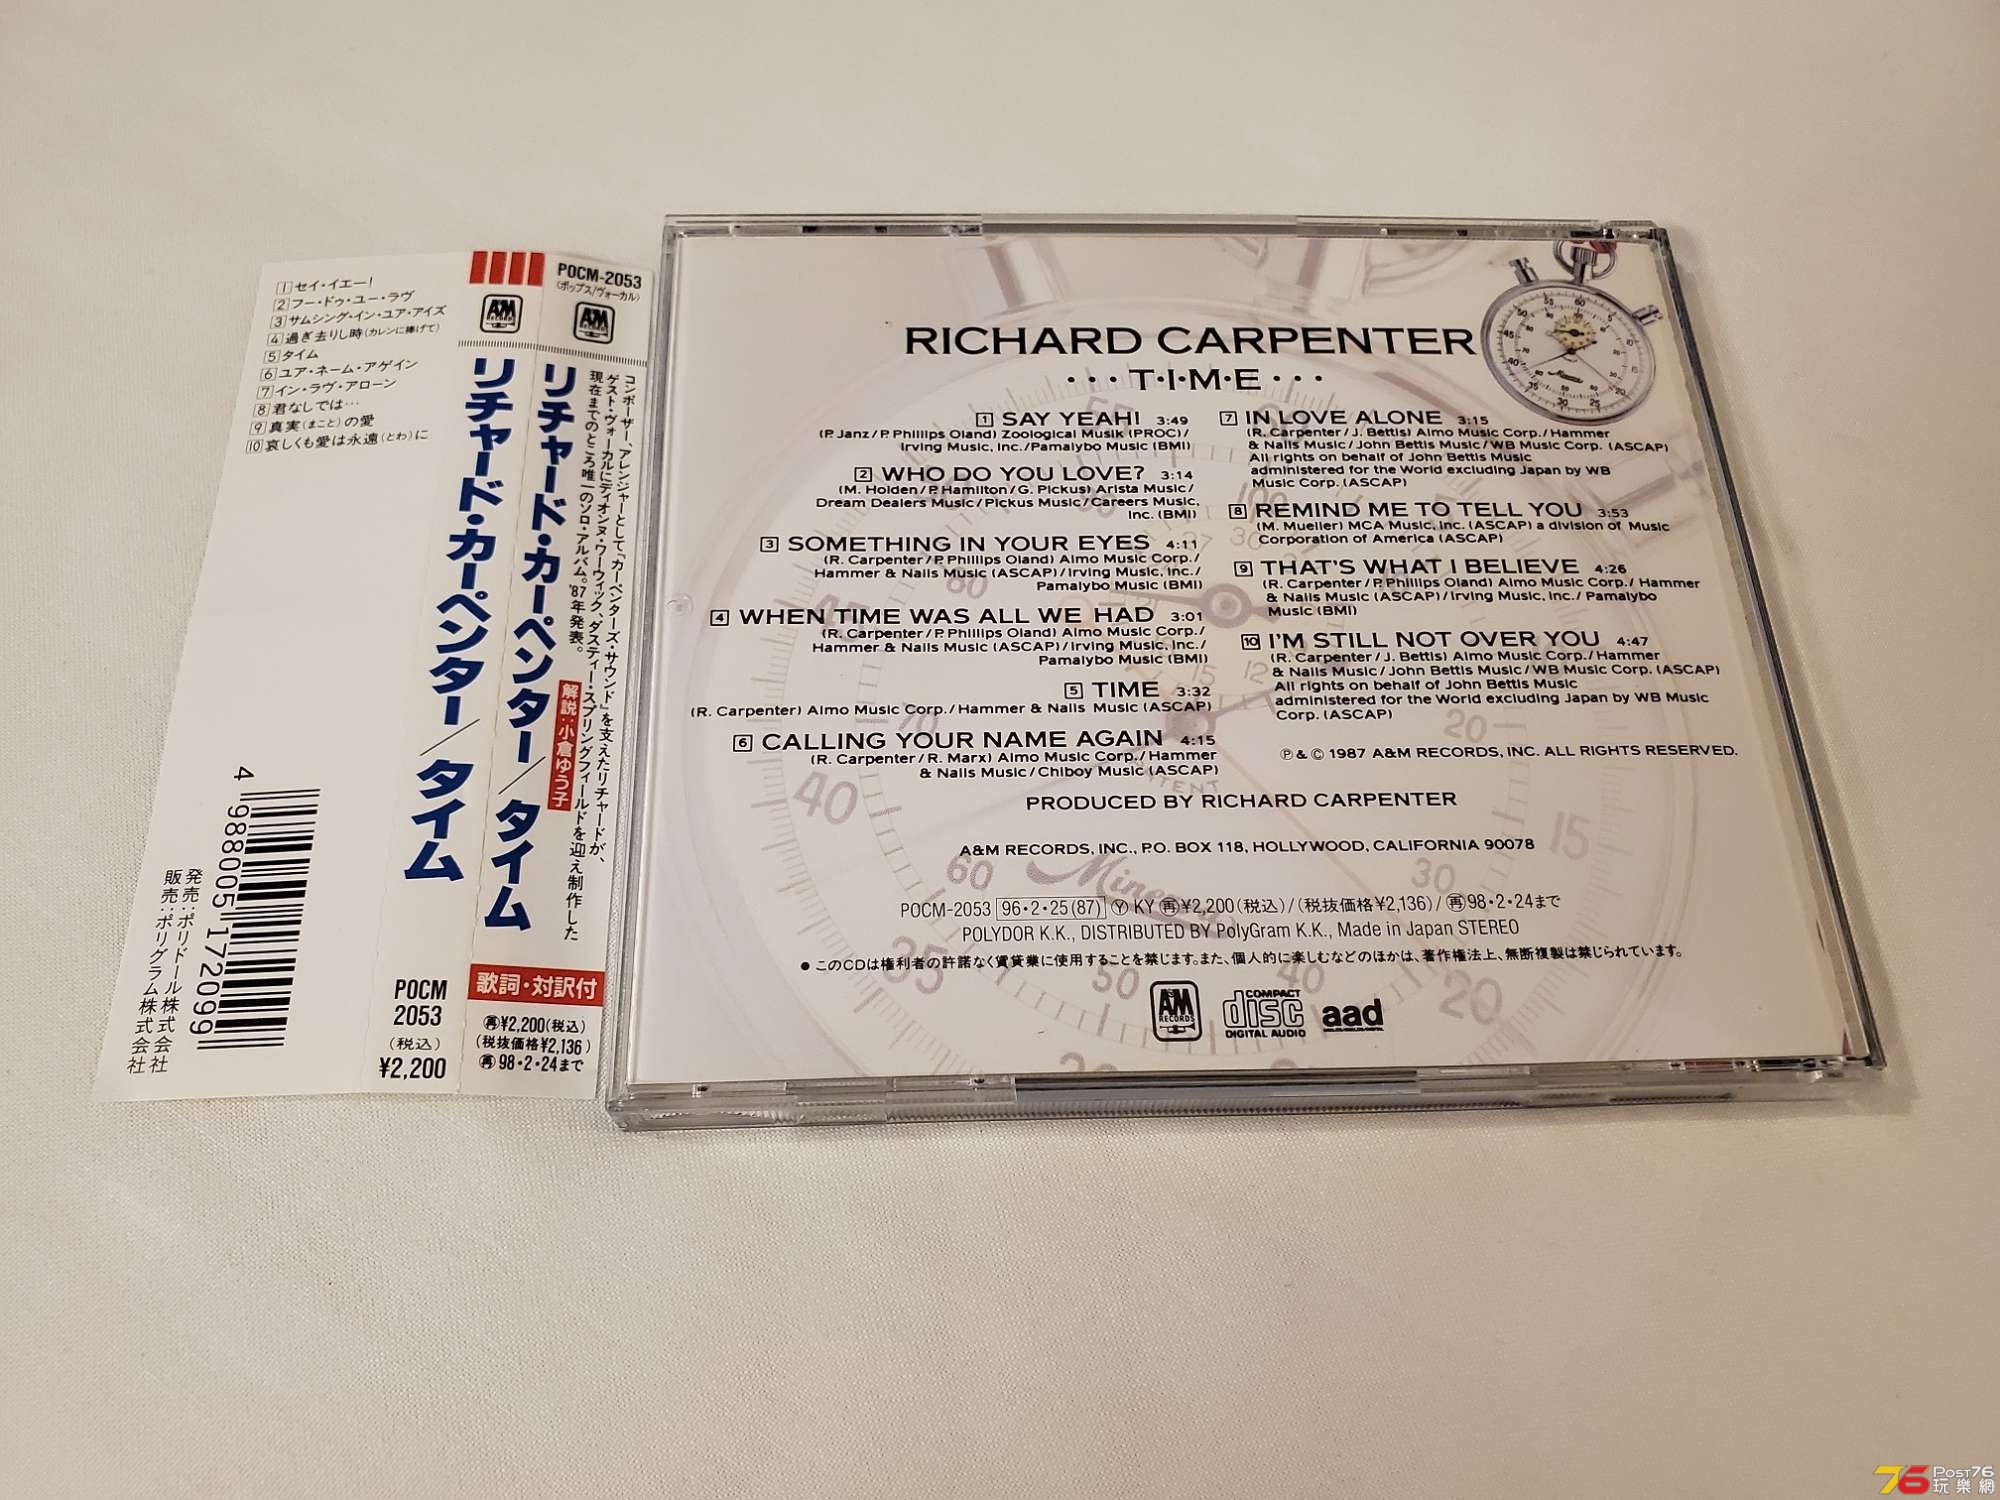 1 セイ・イエー!
2 フー・ドゥ・ユー・ラヴ
3 サムシング・イン・ユア・アイズ
4 過ぎ去りし時(カレンに捧げて)
5 タイム
6 ユア・ネーム・アゲイン
7 イン・ラヴ・アローン
8 君なしでは…
9 真実(まこと)の愛
10 哀しくも愛は永遠(とわ)に
4 988005 172099
発売:ポリドール株式会社
販売:ポリグラム株式会社
A&M
RECORDS
リチャード・カーペンター/タイム
POCM
2053
(税込)
¥2,200
POCM-2053
(ポップス/ヴォーカル)
A&M
RECORDS
リチャード・カーペンター/タイム
コンポーザー、アレンジャーとして「カーペンターズ・サウンド」を支えたリチャードが、
ゲスト・ヴォーカルにディオンヌ・ワーウィック、ダスティー・スプリングフィールドを迎え制作した
現在までのところ唯一のソロ・アルバム。'87年発表。
解説:小倉ゆう子
歌詞・対訳付
再¥2,200(税込)
(税抜価格¥2,136)
再98・2・24まで
RICHARD CARPENTER
···T·I·M·E···
1 SAY YEAH! 3:49
(P. Janz/P. Phillips Oland) Zoological Musik (PROC)/
Irving Music, Inc./Pamalybo Music (BMI)
2 WHO DO YOU LOVE? 3:14
(M. Holden/P. Hamilton/G. Pickus) Arista Music/
Dream Dealers Music/Pickus Music/Careers Music,
Inc. (BMI)
3 SOMETHING IN YOUR EYES 4:11
(R. Carpenter/P. Phillips Oland) Almo Music Corp./
Hammer & Nails Music (ASCAP)/Irving Music, Inc./
Pamalybo Music (BMI)
4 WHEN TIME WAS ALL WE HAD 3:01
(R. Carpenter/P. Phillips Oland) Almo Music Corp./
Hammer & Nails Music (ASCAP)/Irving Music, Inc./
Pamalybo Music (BMI)
5 TIME 3:32
(R. Carpenter) Almo Music Corp./Hammer & Nails Music (ASCAP)
6 CALLING YOUR NAME AGAIN 4:15
(R. Carpenter/R. Marx) Almo Music Corp./Hammer
& Nails Music/Chiboy Music (ASCAP)
7 IN LOVE ALONE 3:15
(R. Carpenter/J. Bettis) Almo Music Corp./Hammer
& Nails Music/John Bettis Music/WB Music Corp. (ASCAP)
All rights on behalf of John Bettis Music
administered for the World excluding Japan by WB
Music Corp. (ASCAP)
8 REMIND ME TO TELL YOU 3:53
(M. Mueller) MCA Music, Inc. (ASCAP) a division of Music
Corporation of America (ASCAP)
9 THAT'S WHAT I BELIEVE 4:26
(R. Carpenter/P. Phillips Oland) Almo Music Corp./Hammer
& Nails Music (ASCAP)/Irving Music, Inc./Pamalybo
Music (BMI)
10 I'M STILL NOT OVER YOU 4:47
(R. Carpenter/J. Bettis) Almo Music Corp./Hammer
& Nails Music/John Bettis Music/WB Music Corp. (ASCAP)
All rights on behalf of John Bettis Music
administered for the World excluding Japan by WB Music
Corp. (ASCAP)
℗ & © 1987 A&M RECORDS, INC. ALL RIGHTS RESERVED.
PRODUCED BY RICHARD CARPENTER
A&M RECORDS, INC., P.O. BOX 118, HOLLYWOOD, CALIFORNIA 90078
Minerva
POCM-2053 96・2・25(87) Ⓨ KY 再¥2,200(税込)/(税抜価格¥2,136)/再98・2・24まで
POLYDOR K.K., DISTRIBUTED BY PolyGram K.K., Made in Japan STEREO
●このCDは権利者の許諾なく賃貸業に使用することを禁じます。また、個人的に楽しむなどのほかは、著作権法上、無断複製は禁じられています。
A&M
RECORDS
COMPACT
disc
DIGITAL AUDIO
aad
76 Post76
玩樂網